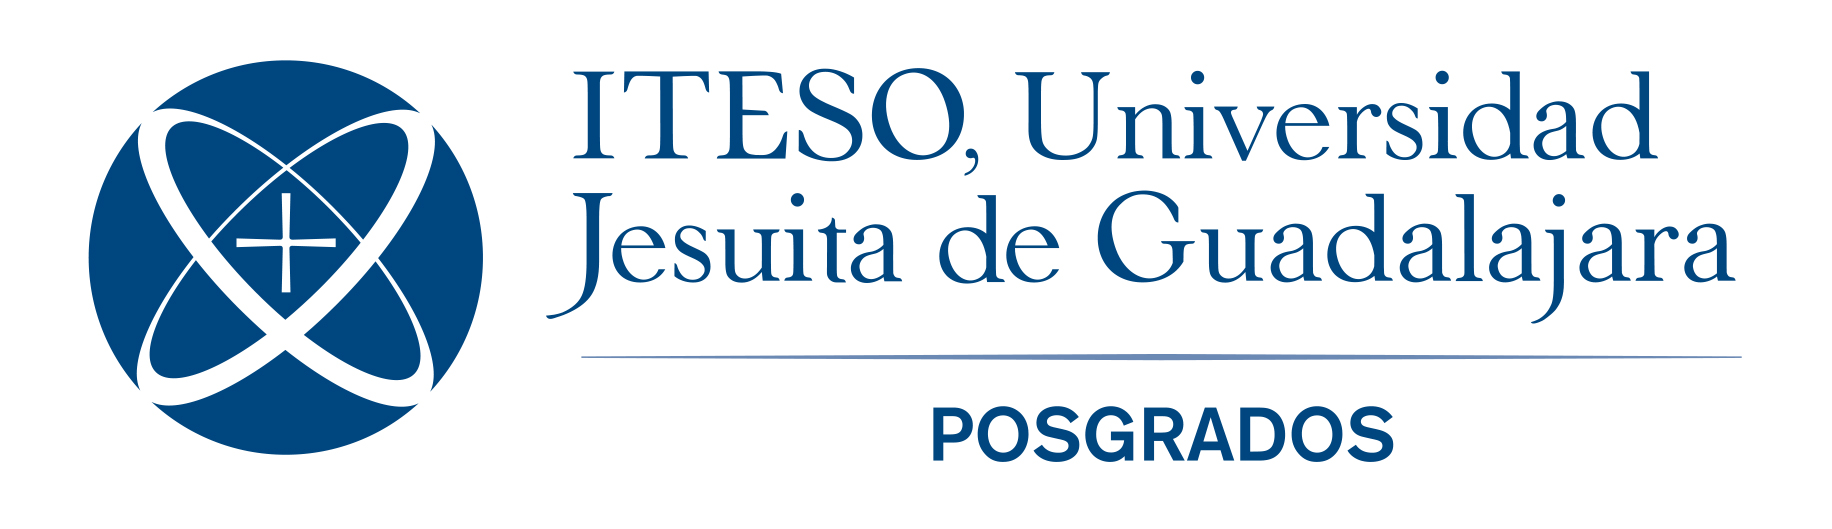 ITESO, Universidad
Jesuita de Guadalajara
POSGRADOS